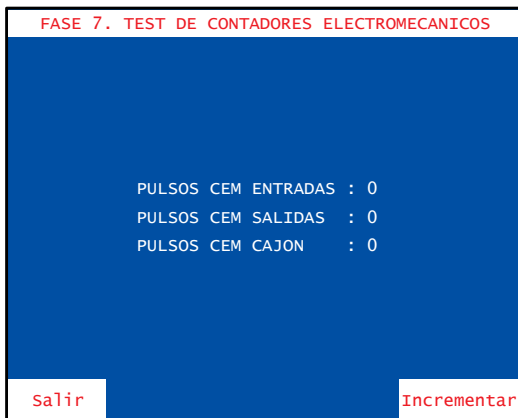 FASE 7. TEST DE CONTADORES ELECTROMECANICOS
PULSOS CEM ENTRADAS : 0
PULSOS CEM SALIDAS : 0
PULSOS CEM CAJON : 0
Salir Incrementar